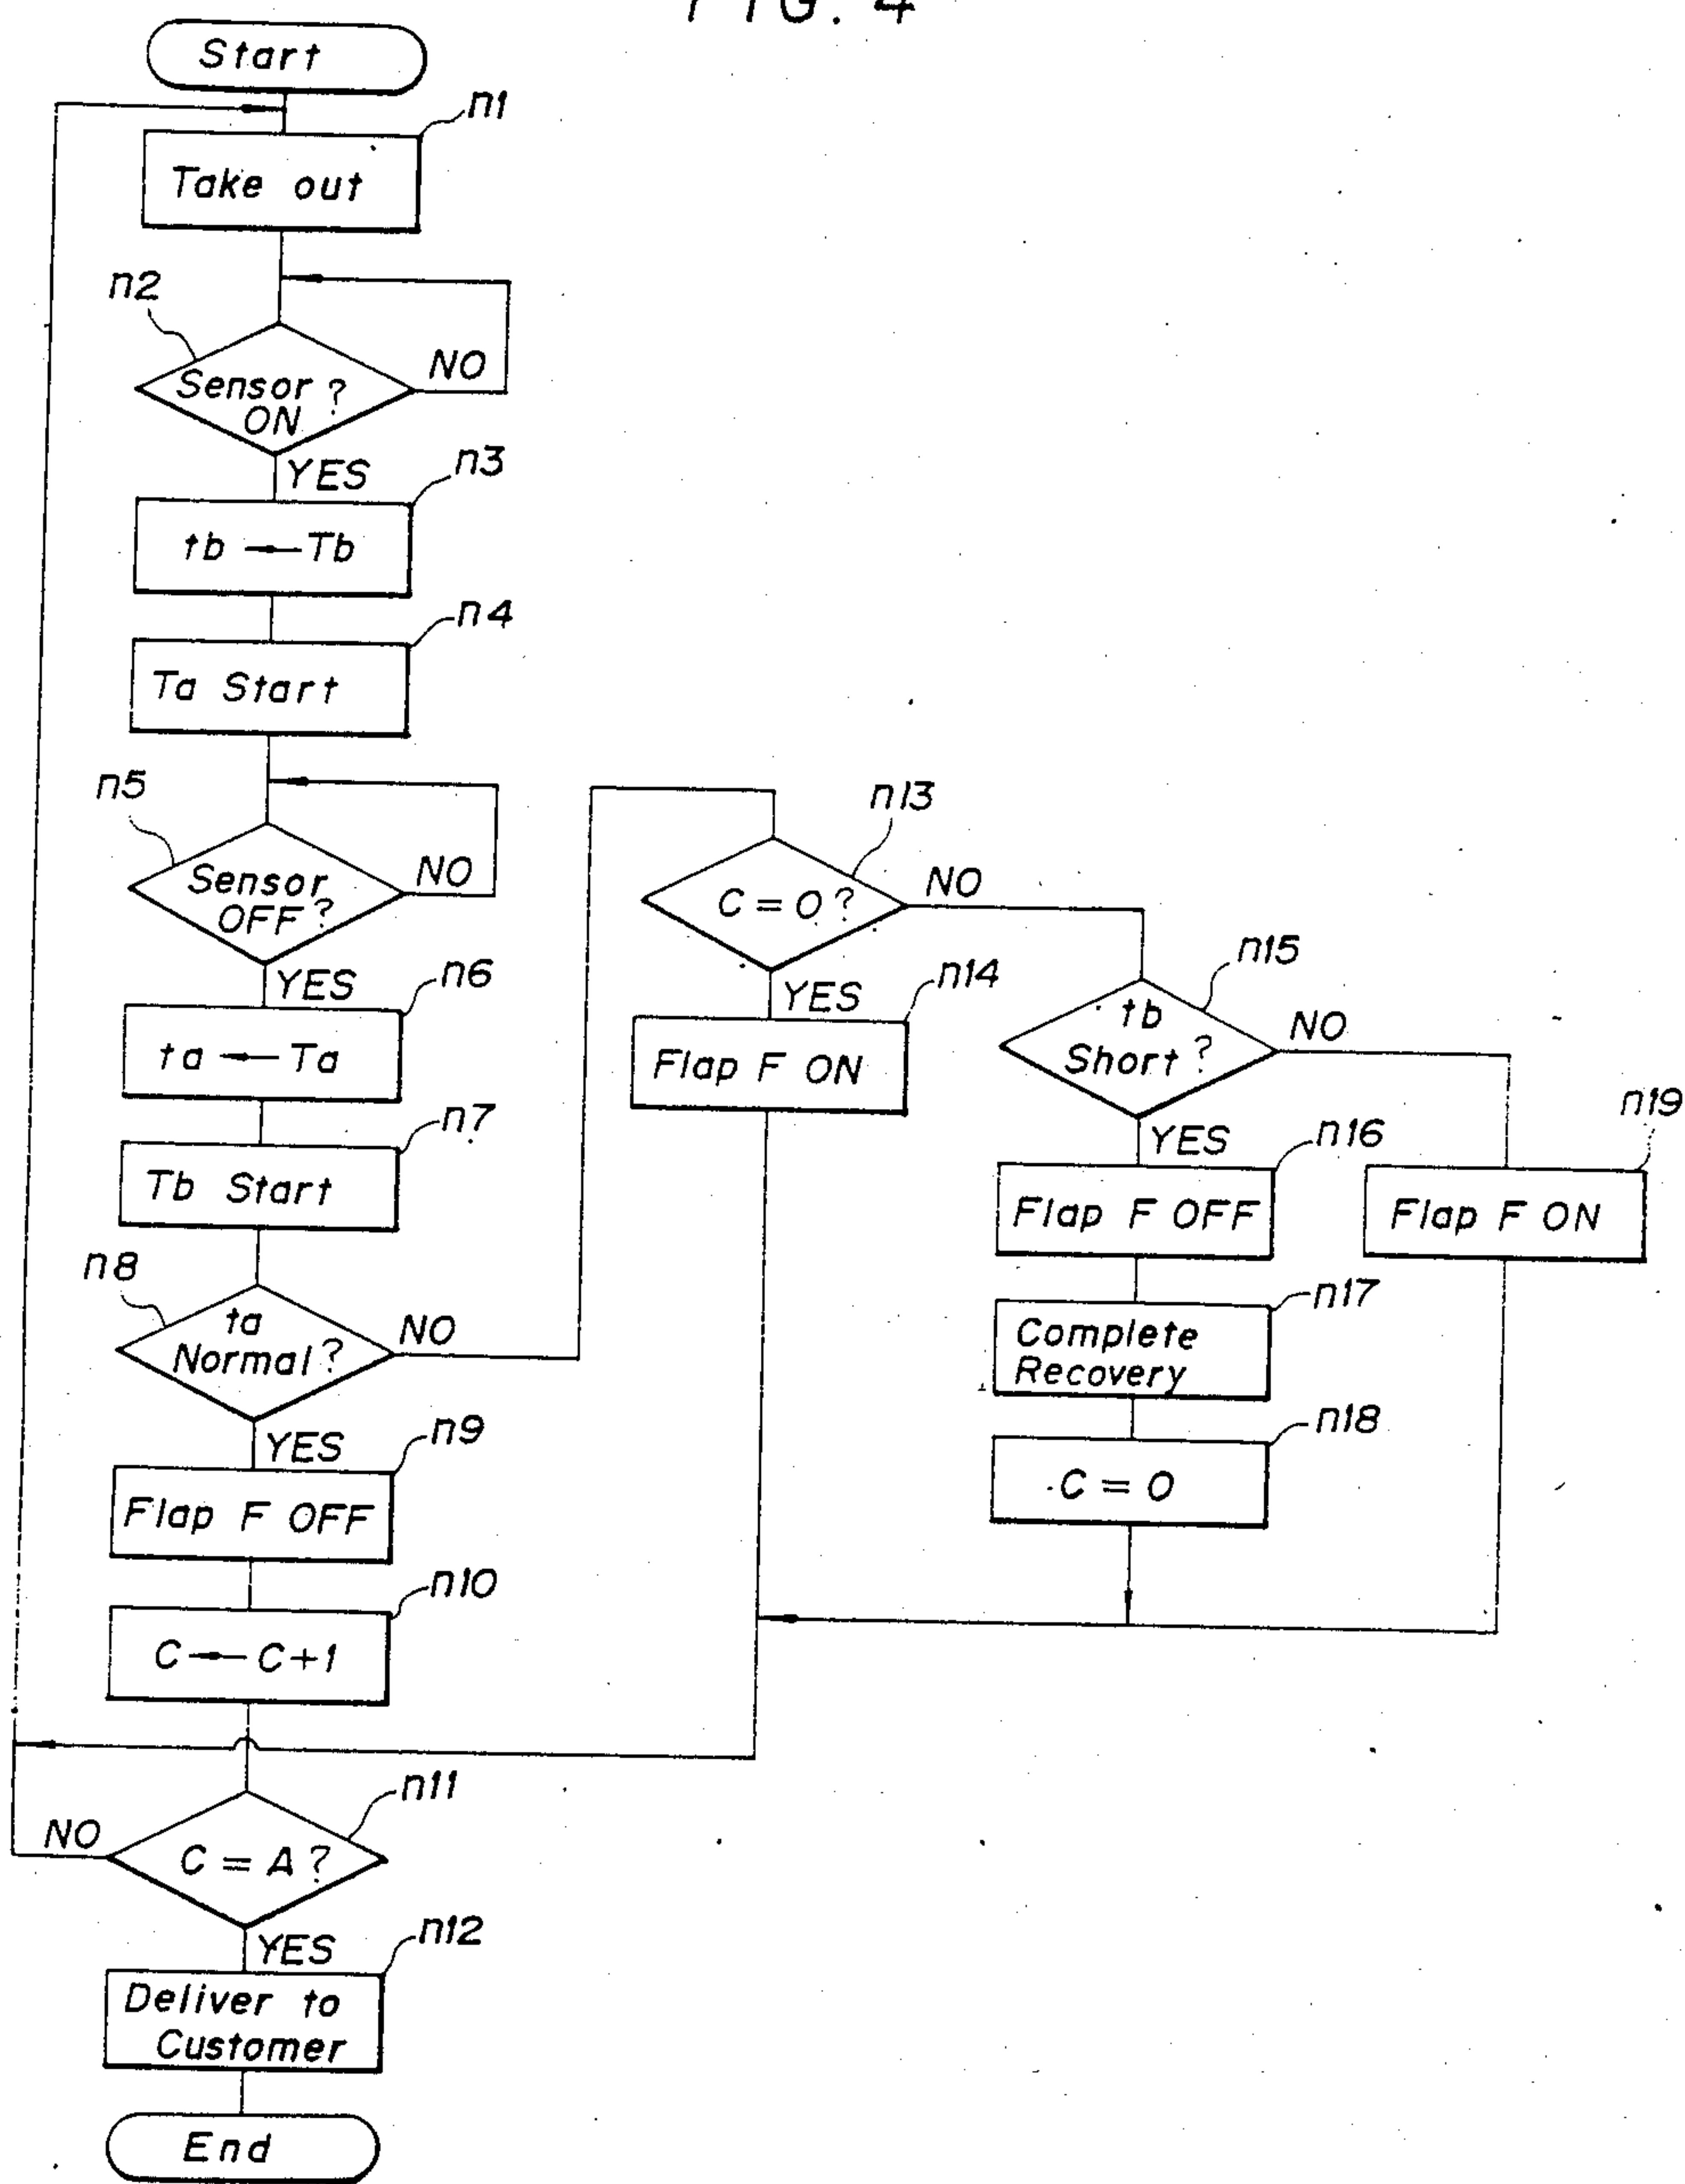 FIG. 4
Start
n1
Take out
n2
NO
Sensor ?
ON
YES
n3
tb ← Tb
n4
Ta Start
n5
NO
Sensor
OFF ?
YES
n6
ta ← Ta
n7
Tb Start
n8
NO
ta
Normal ?
YES
n9
Flap F OFF
n10
C ← C+1
n11
NO
C = A ?
YES
n12
Deliver to
Customer
End
n13
NO
C = 0 ?
YES
n14
Flap F ON
n15
NO
tb
Short ?
YES
n16
Flap F OFF
n17
Complete
Recovery
n18
C = 0
n19
Flap F ON